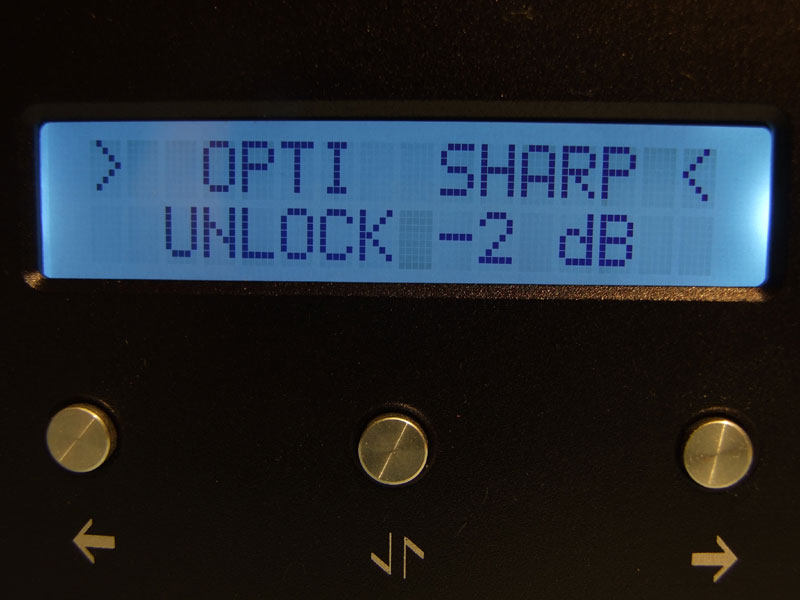 > OPTI SHARP <
UNLOCK -2 dB